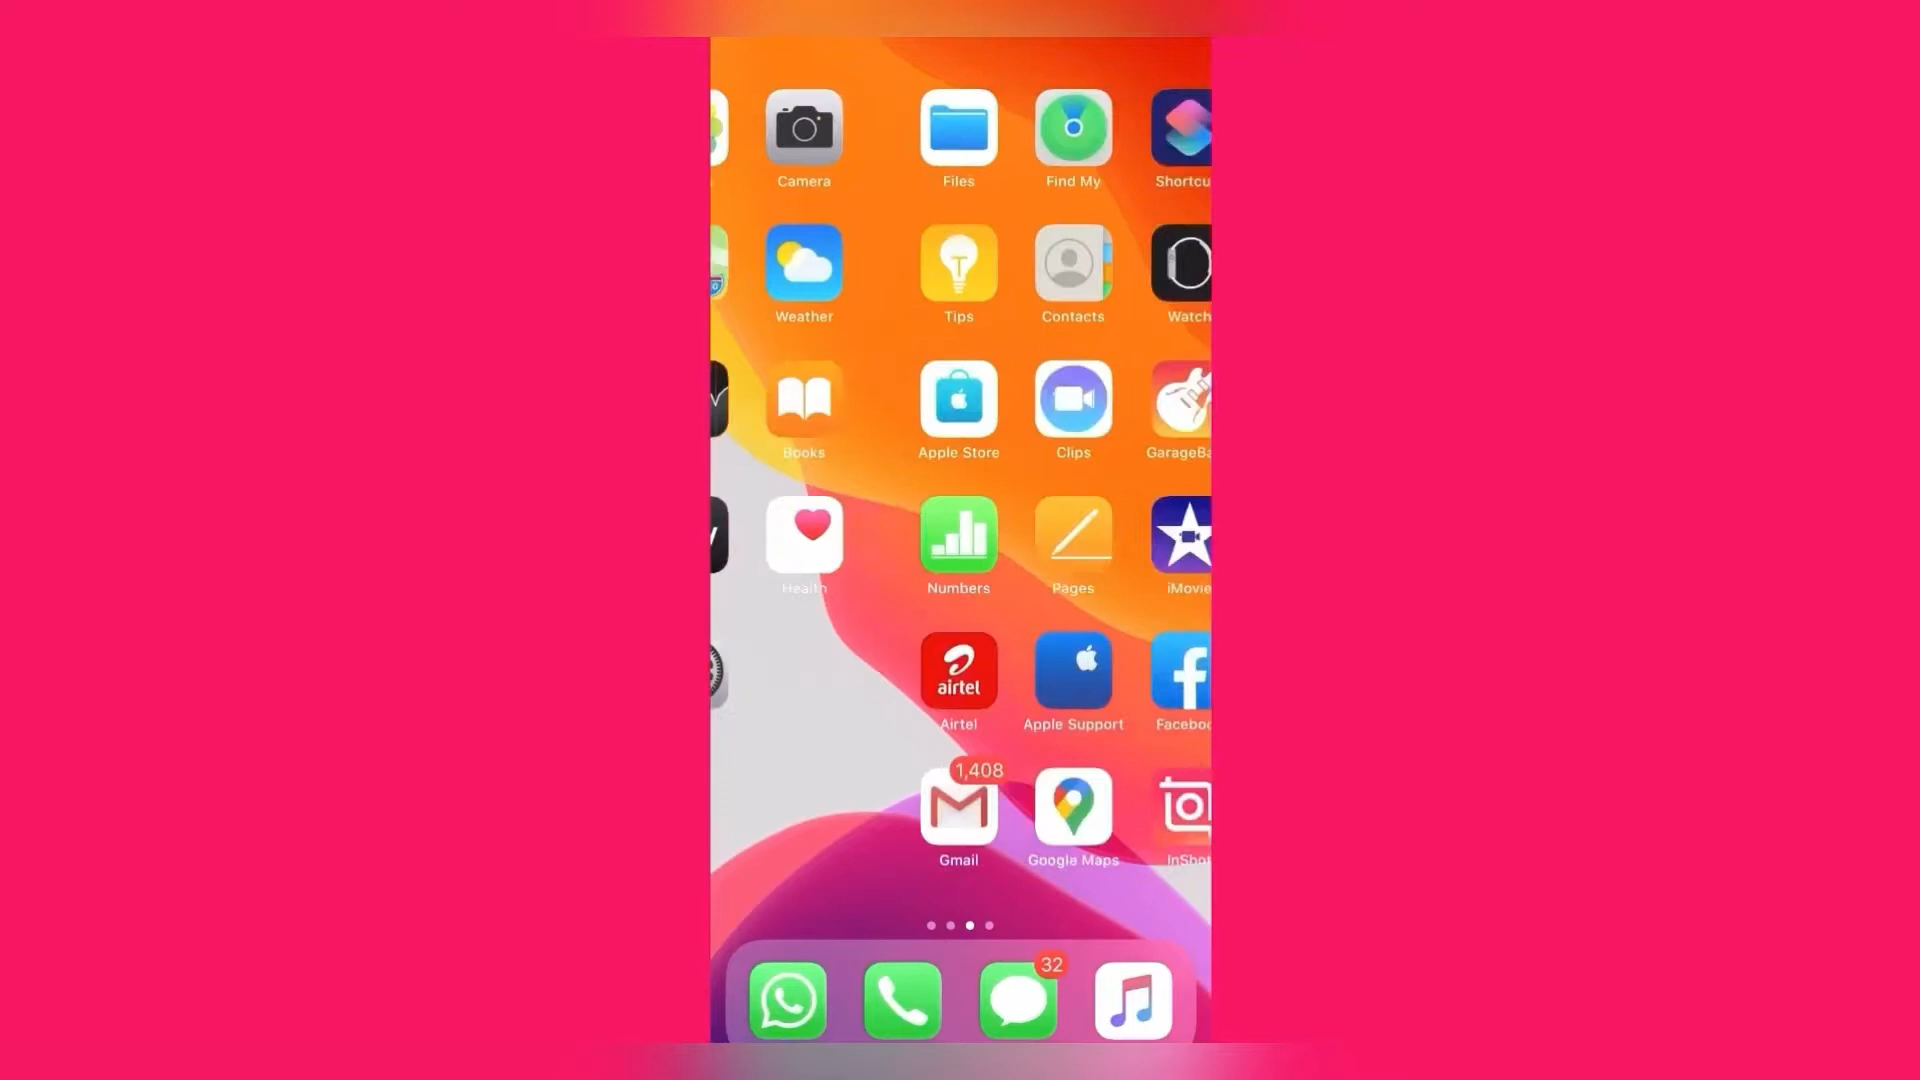 Camera
Files
Find My
Shortcu
Weather
Tips
Contacts
Watch
Books
Apple Store
Clips
GarageBa
Health
Numbers
Pages
iMovie
airtel
Airtel
Apple Support
Faceboo
1,408
Gmail
Google Maps
InShot
32